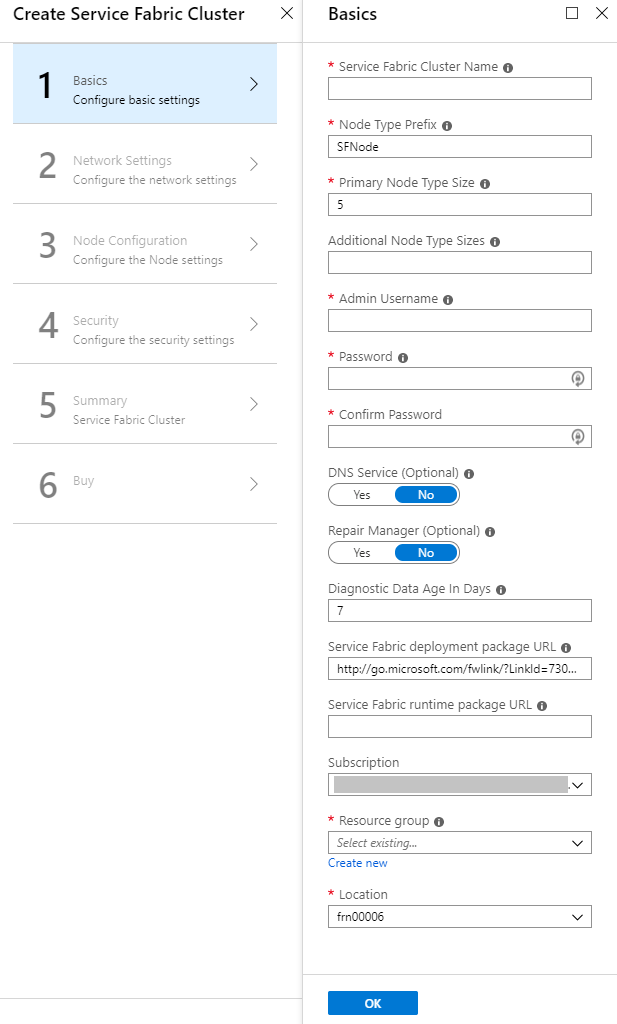 Create Service Fabric Cluster
1
Basics
Configure basic settings
2
Network Settings
Configure the network settings
3
Node Configuration
Configure the Node settings
4
Security
Configure the security settings
5
Summary
Service Fabric Cluster
6
Buy
Basics
* Service Fabric Cluster Name
* Node Type Prefix
SFNode
* Primary Node Type Size
5
Additional Node Type Sizes
* Admin Username
* Password
* Confirm Password
DNS Service (Optional)
Yes No
Repair Manager (Optional)
Yes No
Diagnostic Data Age In Days
7
Service Fabric deployment package URL
http://go.microsoft.com/fwlink/?LinkId=730...
Service Fabric runtime package URL
Subscription
* Resource group
Select existing...
Create new
* Location
frn00006
OK